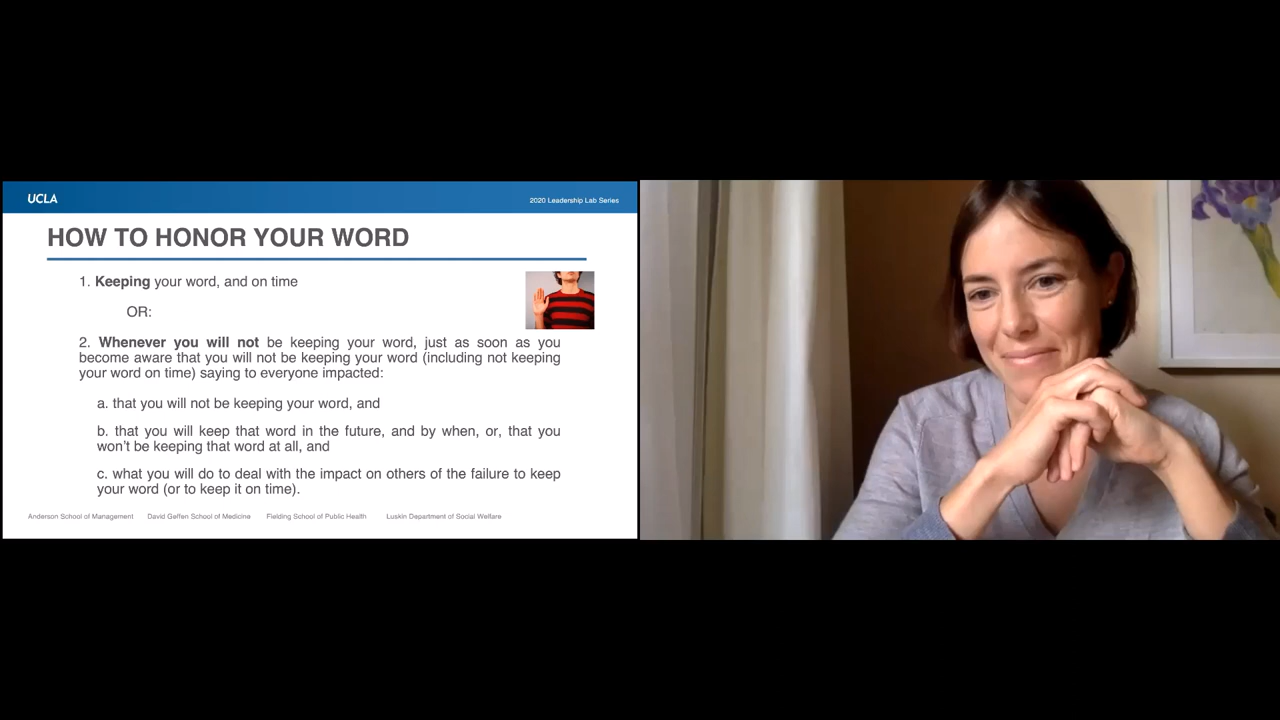 UCLA
2020 Leadership Lab Series
HOW TO HONOR YOUR WORD
1. Keeping your word, and on time
OR:
2. Whenever you will not be keeping your word, just as soon as you
become aware that you will not be keeping your word (including not keeping
your word on time) saying to everyone impacted:
a. that you will not be keeping your word, and
b. that you will keep that word in the future, and by when, or, that you
won't be keeping that word at all, and
c. what you will do to deal with the impact on others of the failure to keep
your word (or to keep it on time).
Anderson School of Management David Geffen School of Medicine Fielding School of Public Health Luskin Department of Social Welfare